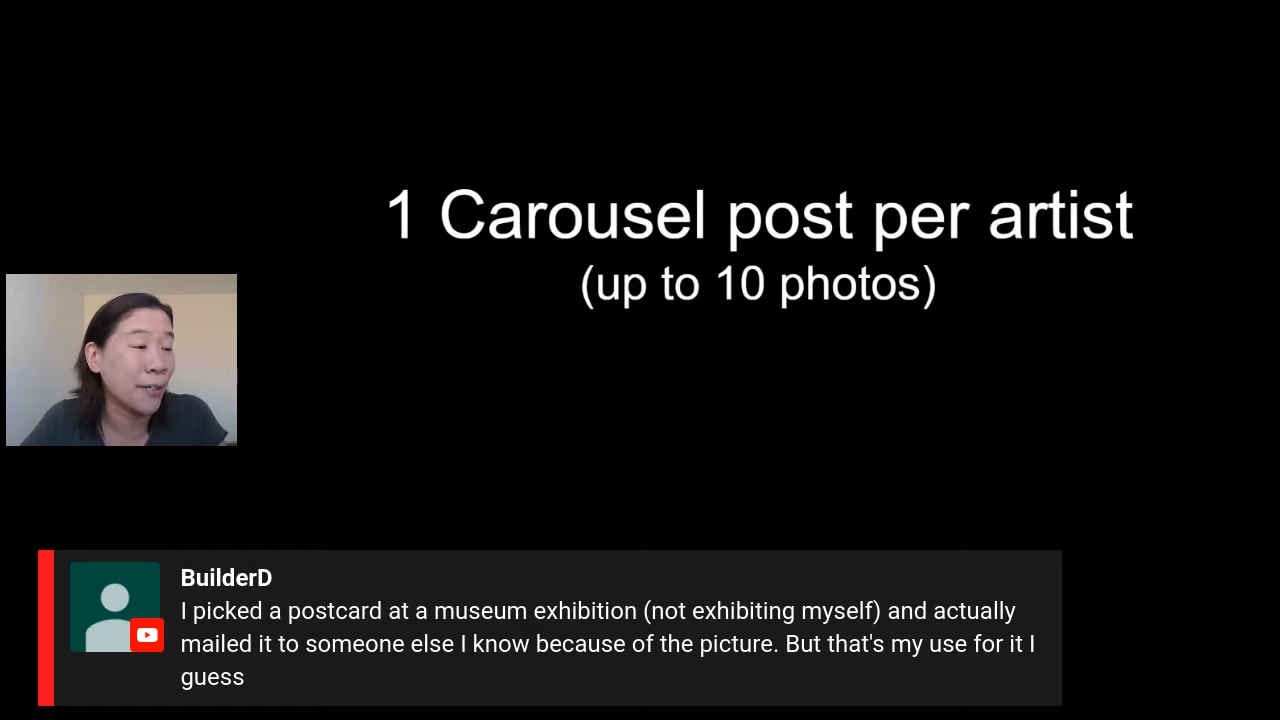 1 Carousel post per artist
(up to 10 photos)
BuilderD
I picked a postcard at a museum exhibition (not exhibiting myself) and actually
mailed it to someone else I know because of the picture. But that's my use for it I
guess